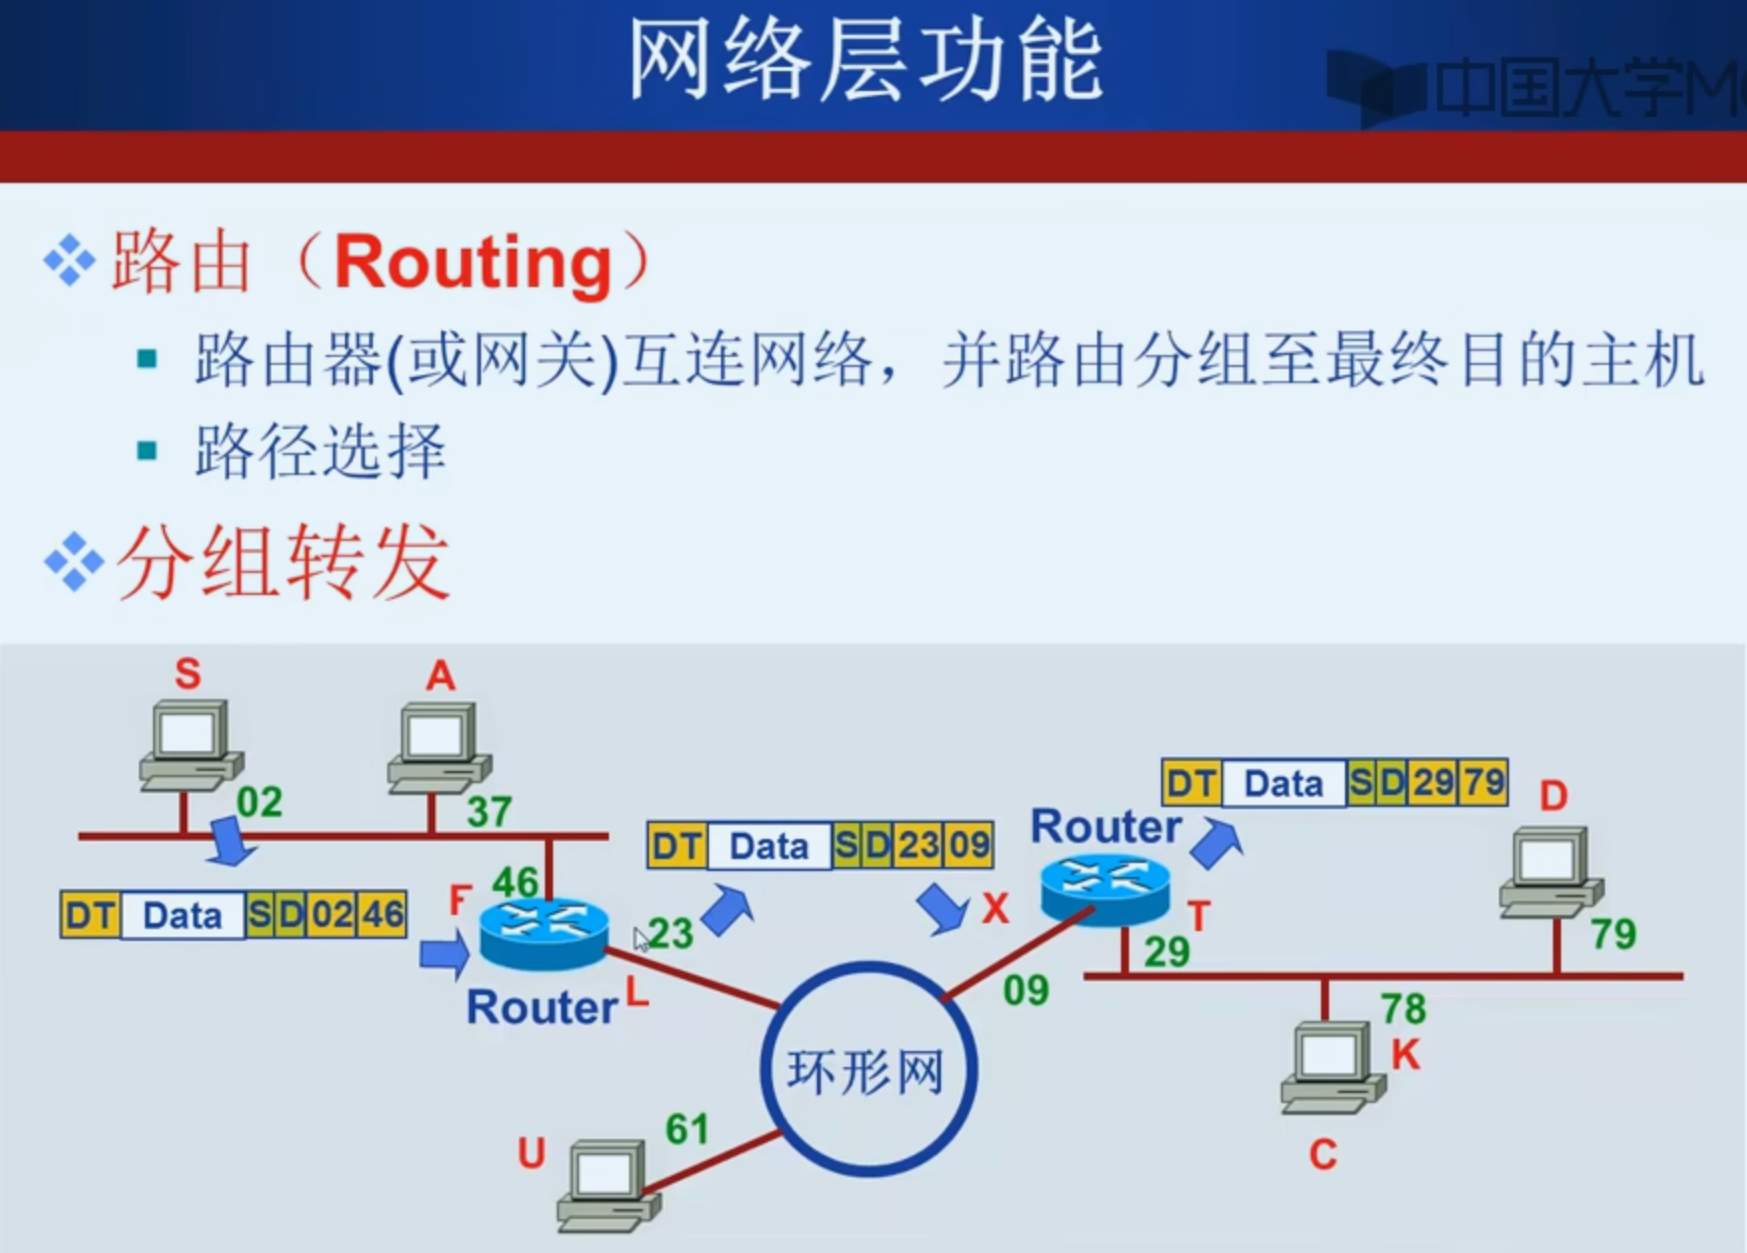 网络层功能
中国大学M
路由（Routing）
路由器(或网关)互连网络，并路由分组至最终目的主机
路径选择
分组转发
S
A
02
37
DT Data S D 02 46
F
46
Router
L
23
DT Data S D 23 09
X
Router
T
29
09
DT Data S D 29 79
D
79
78
K
C
环形网
61
U